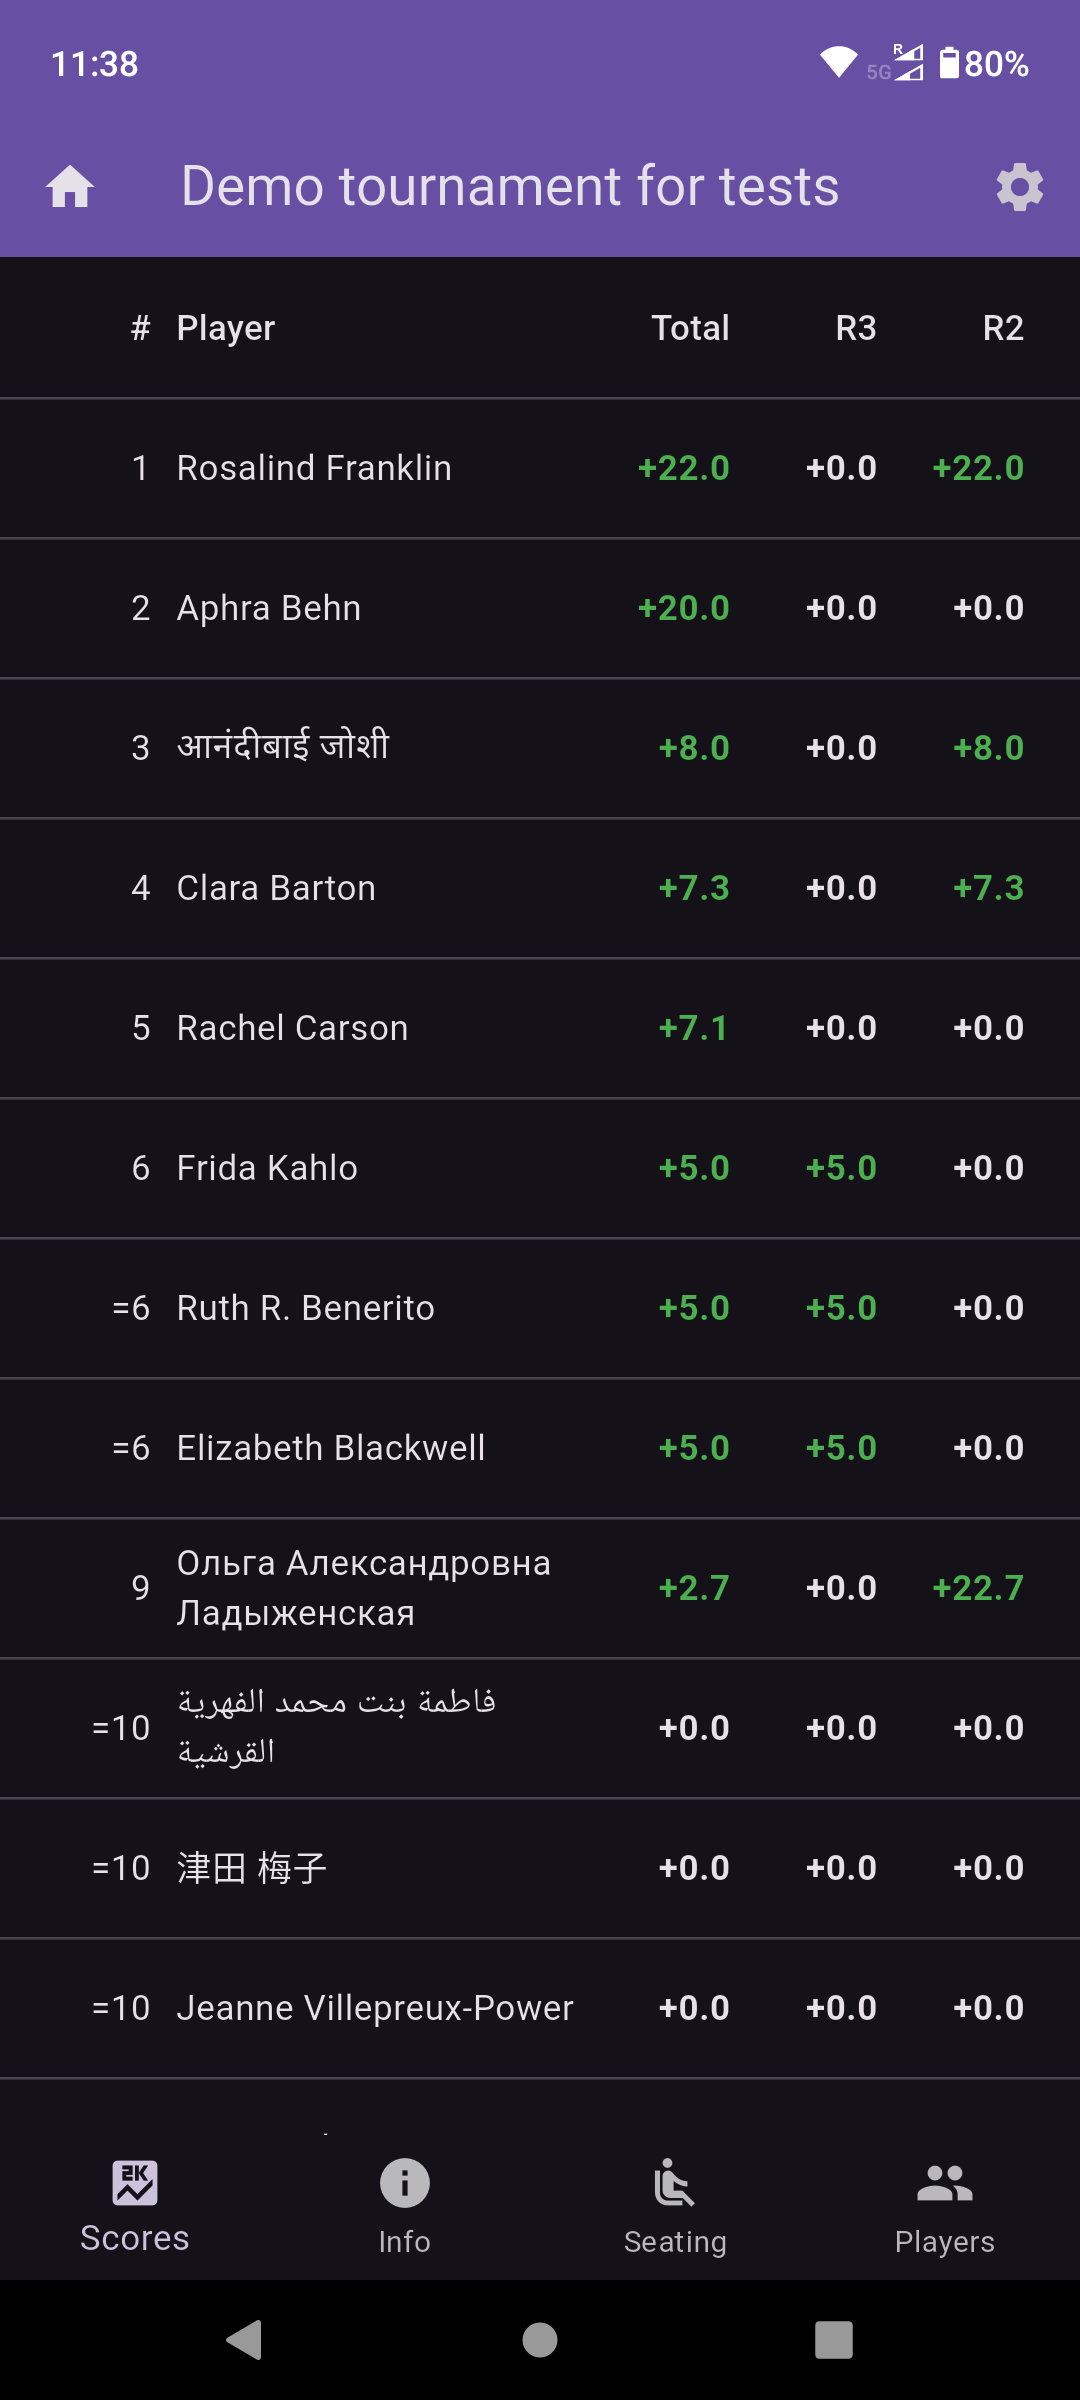 11:38 5G R 80%
Demo tournament for tests
# Player Total R3 R2
1 Rosalind Franklin +22.0 +0.0 +22.0
2 Aphra Behn +20.0 +0.0 +0.0
3 आनंदीबाई जोशी +8.0 +0.0 +8.0
4 Clara Barton +7.3 +0.0 +7.3
5 Rachel Carson +7.1 +0.0 +0.0
6 Frida Kahlo +5.0 +5.0 +0.0
=6 Ruth R. Benerito +5.0 +5.0 +0.0
=6 Elizabeth Blackwell +5.0 +5.0 +0.0
9 Ольга Александровна
Ладыженская +2.7 +0.0 +22.7
=10 فاطمة بنت محمد الفهرية
القرشية +0.0 +0.0 +0.0
=10 津田 梅子 +0.0 +0.0 +0.0
=10 Jeanne Villepreux-Power +0.0 +0.0 +0.0
2K
Scores Info Seating Players